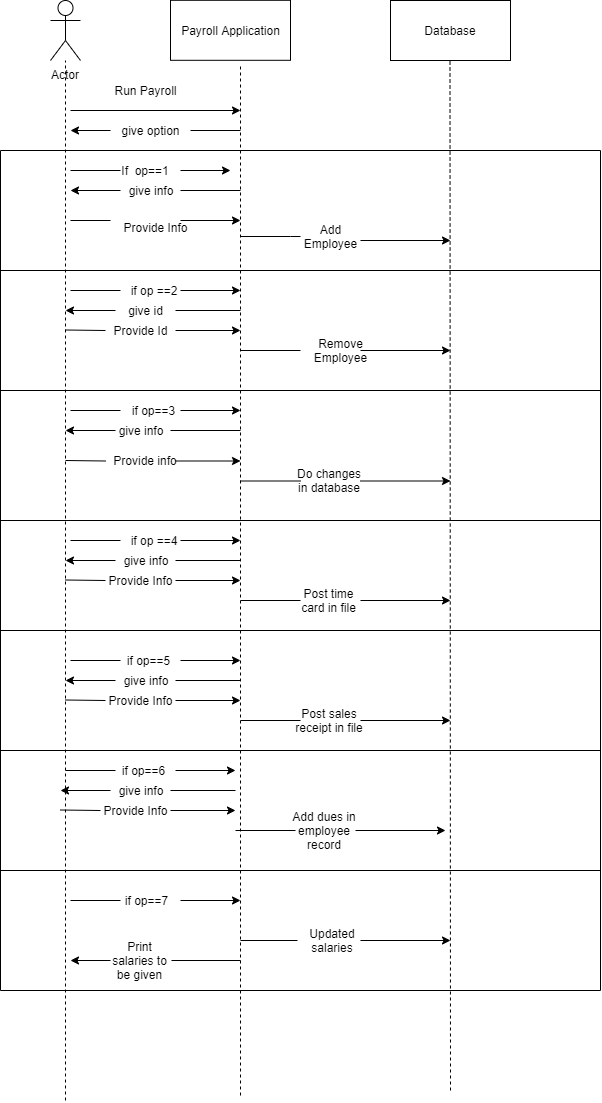 Payroll Application
Database
Actor
Run Payroll
give option
If op==1
give info
Provide Info
Add
Employee
if op ==2
give id
Provide Id
Remove
Employee
if op==3
give info
Provide info
Do changes
in database
if op ==4
give info
Provide Info
Post time
card in file
if op==5
give info
Provide Info
Post sales
receipt in file
if op==6
give info
Provide Info
Add dues in
employee
record
if op==7
Updated
salaries
Print
salaries to
be given